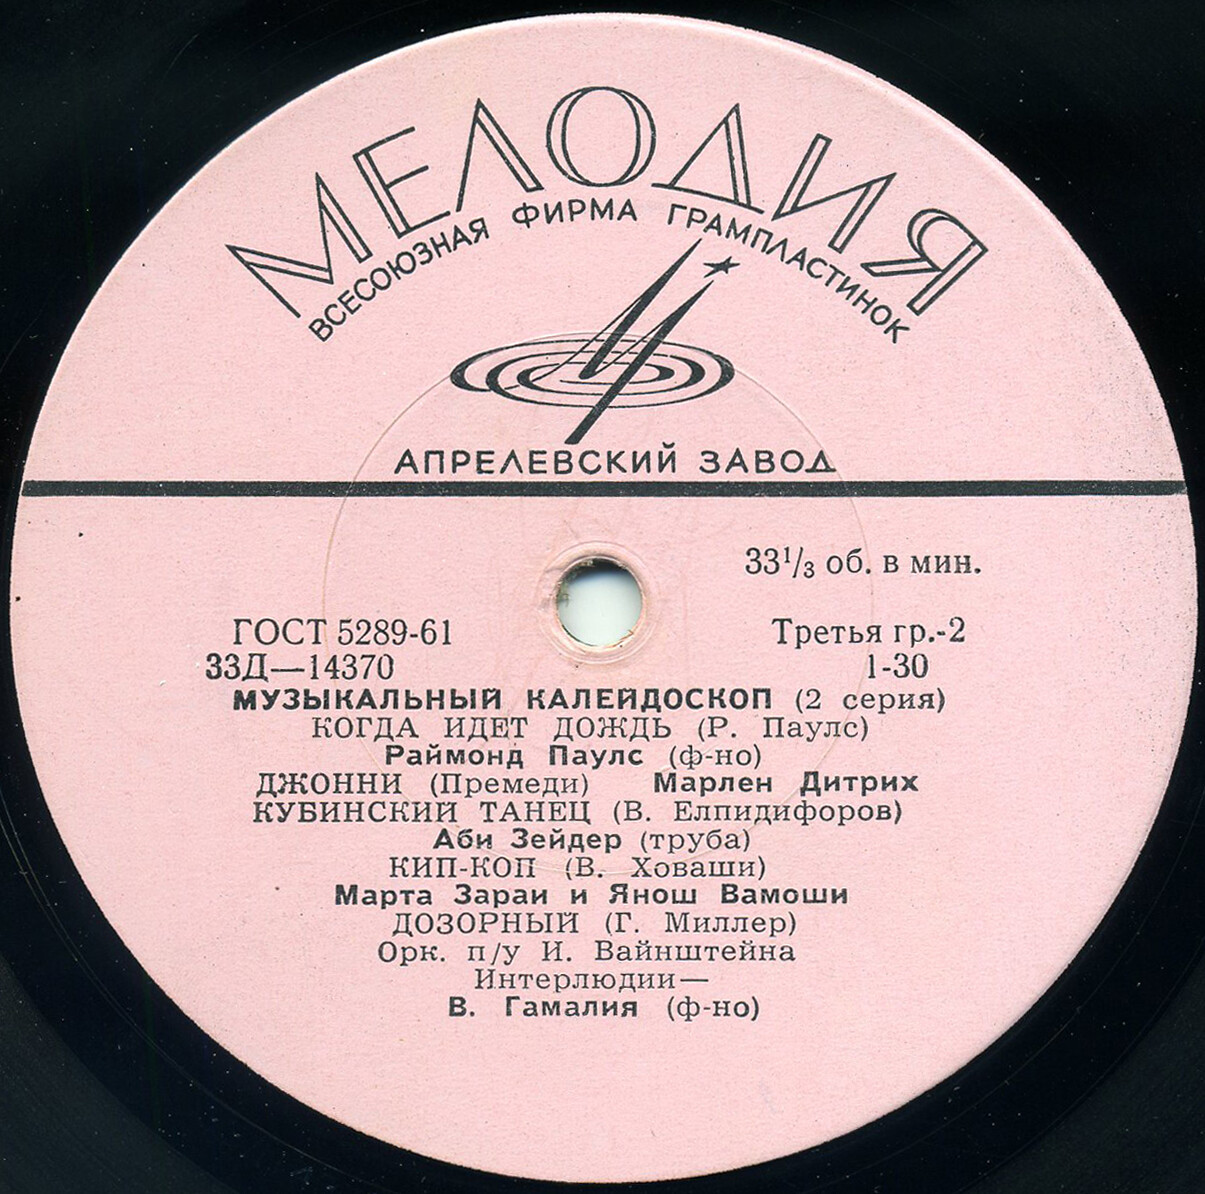 МЕЛОДИЯ
ВСЕСОЮЗНАЯ ФИРМА ГРАМПЛАСТИНОК
АПРЕЛЕВСКИЙ ЗАВОД
33 1/3 об. в мин.
ГОСТ 5289-61 Третья гр.-2
33Д—14370 1-30
МУЗЫКАЛЬНЫЙ КАЛЕЙДОСКОП (2 серия)
КОГДА ИДЕТ ДОЖДЬ (Р. Паулс)
Раймонд Паулс (ф-но)
ДЖОННИ (Премеди) Марлен Дитрих
КУБИНСКИЙ ТАНЕЦ (В. Елпидифоров)
Аби Зейдер (труба)
КИП-КОП (В. Ховаши)
Марта Зараи и Янош Вамоши
ДОЗОРНЫЙ (Г. Миллер)
Орк. п/у И. Вайнштейна
Интерлюдии—
В. Гамалия (ф-но)